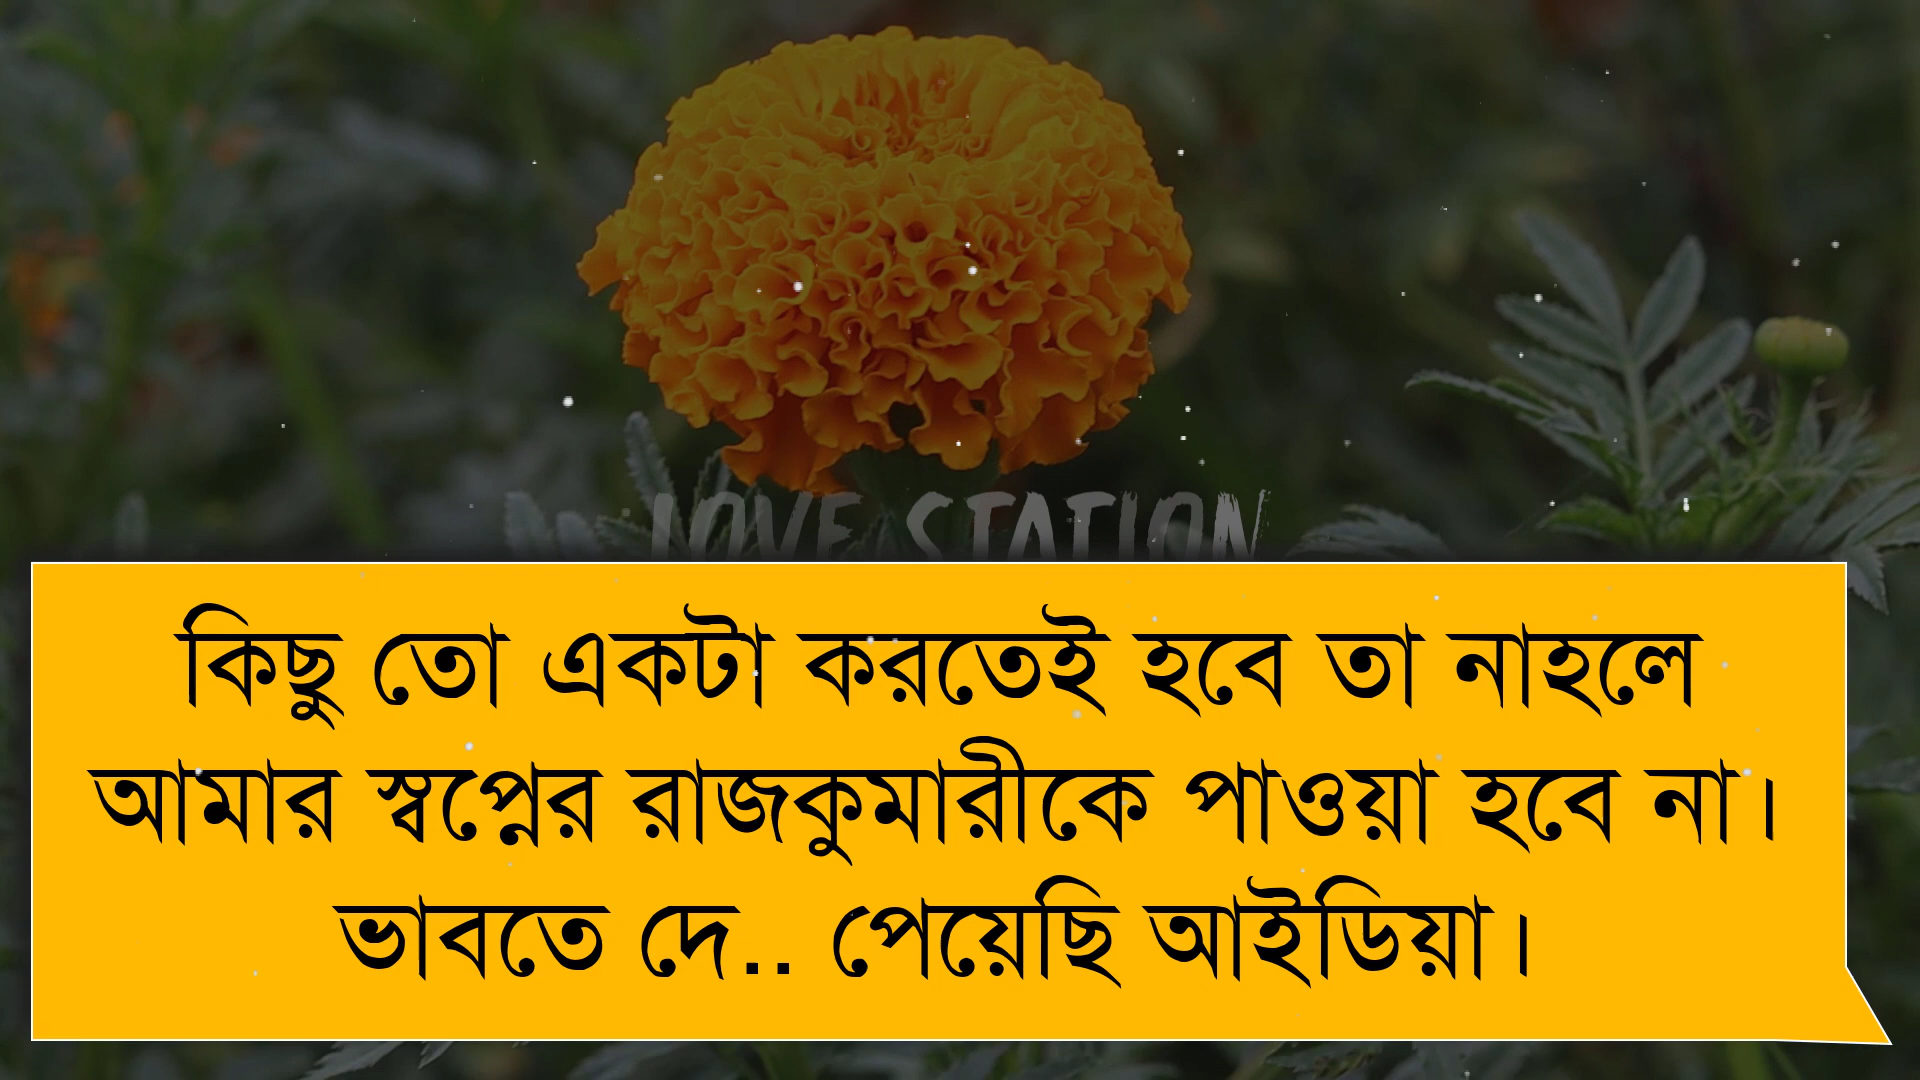 LOVE STATION
কিছু তো একটা করতেই হবে তা নাহলে
আমার স্বপ্নের রাজকুমারীকে পাওয়া হবে না।
ভাবতে দে.. পেয়েছি আইডিয়া।